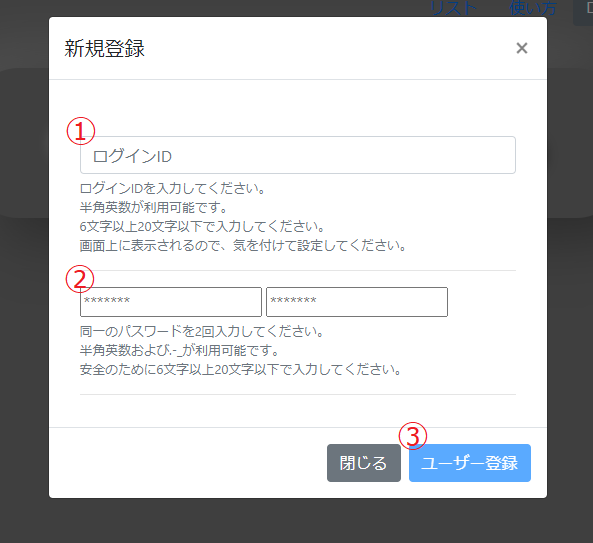 リスト 使い方
新規登録 ×
①
ログインID
ログインIDを入力してください。
半角英数が利用可能です。
6文字以上20文字以下で入力してください。
画面上に表示されるので、気を付けて設定してください。
②
******* *******
同一のパスワードを2回入力してください。
半角英数および.-_が利用可能です。
安全のために6文字以上20文字以下で入力してください。
③
閉じる ユーザー登録